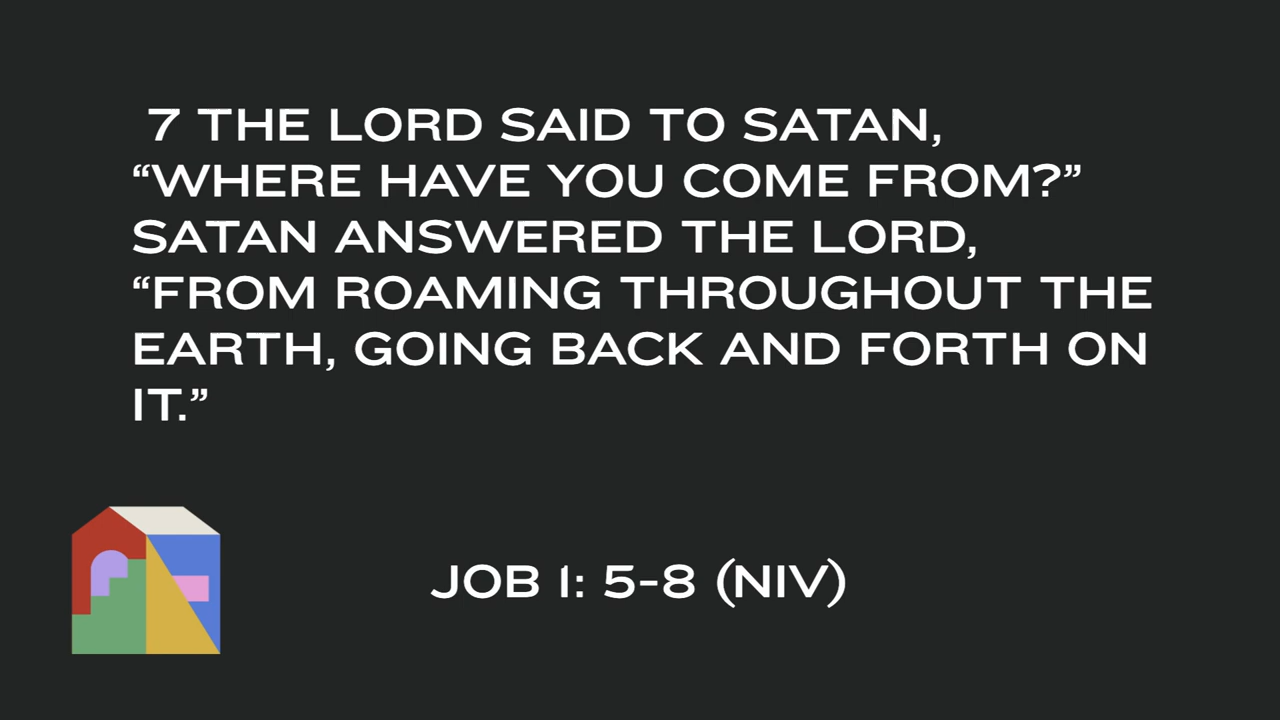 7 THE LORD SAID TO SATAN,
“WHERE HAVE YOU COME FROM?”
SATAN ANSWERED THE LORD,
“FROM ROAMING THROUGHOUT THE
EARTH, GOING BACK AND FORTH ON
IT.”
JOB 1: 5-8 (NIV)